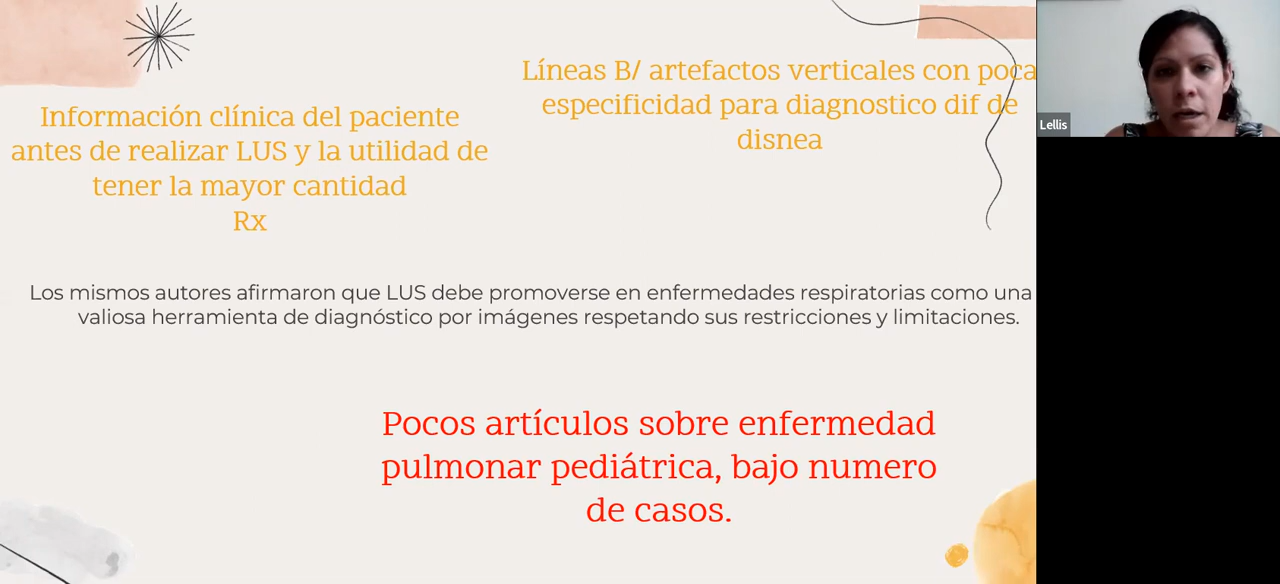 Información clínica del paciente
antes de realizar LUS y la utilidad de
tener la mayor cantidad
Rx
Líneas B/ artefactos verticales con poca
especificidad para diagnostico dif de
disnea
Los mismos autores afirmaron que LUS debe promoverse en enfermedades respiratorias como una
valiosa herramienta de diagnóstico por imágenes respetando sus restricciones y limitaciones.
Pocos artículos sobre enfermedad
pulmonar pediátrica, bajo numero
de casos.
Lellis